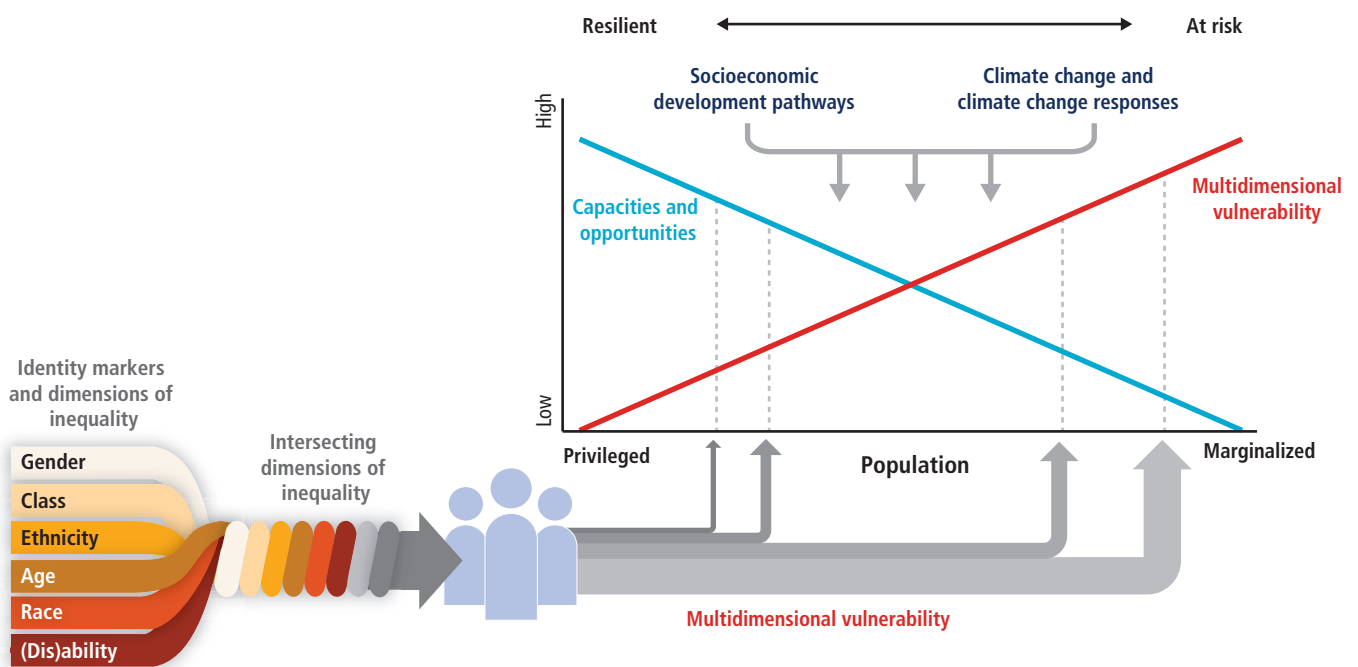 Resilient
At risk
Socioeconomic
development pathways
Climate change and
climate change responses
High
Capacities and
opportunities
Multidimensional
vulnerability
Low
Privileged
Population
Marginalized
Identity markers
and dimensions of
inequality
Gender
Class
Ethnicity
Age
Race
(Dis)ability
Intersecting
dimensions of
inequality
Multidimensional vulnerability